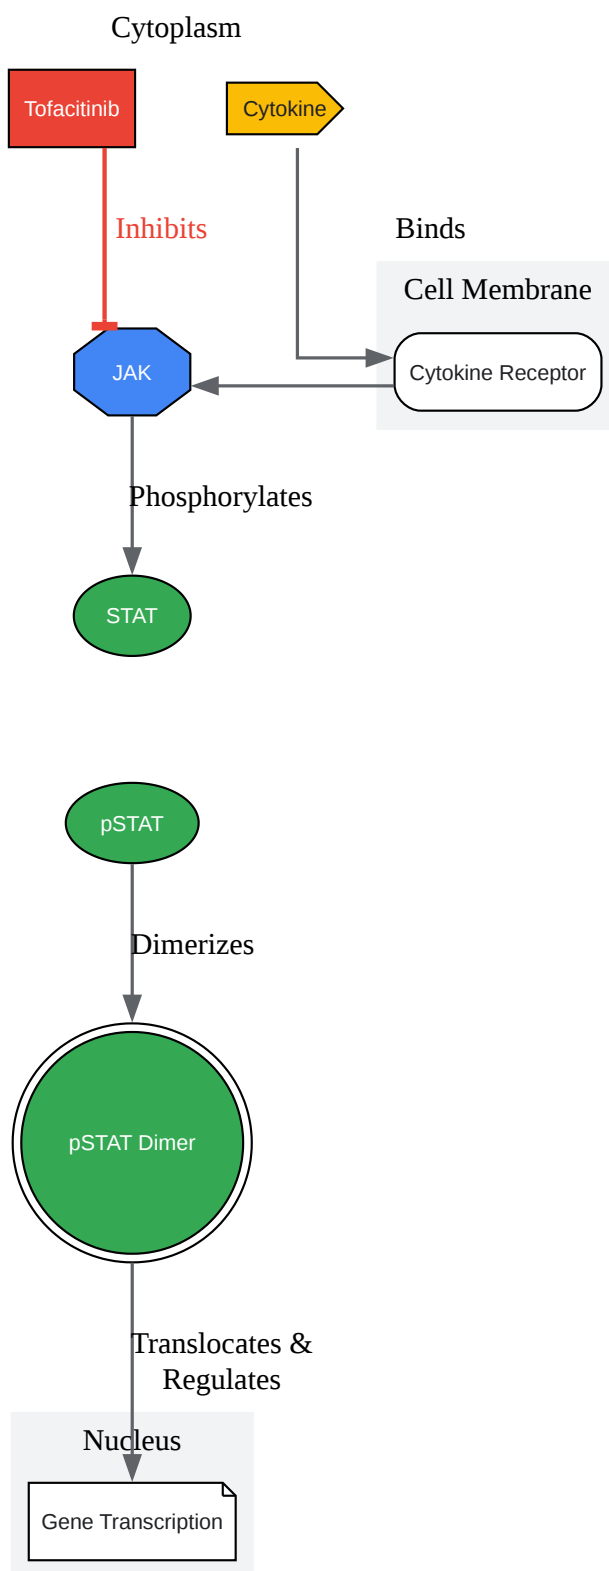 Cytoplasm
Tofacitinib
Cytokine
Inhibits
Binds
Cell Membrane
JAK
Cytokine Receptor
Phosphorylates
STAT
pSTAT
Dimerizes
pSTAT Dimer
Translocates &
Regulates
Nucleus
Gene Transcription